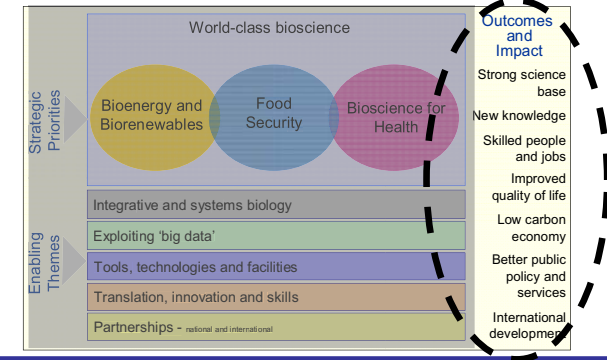 World-class bioscience
Strategic
Priorities
Bioenergy and
Biorenewables
Food
Security
Bioscience for
Health
Enabling
Themes
Integrative and systems biology
Exploiting ‘big data’
Tools, technologies and facilities
Translation, innovation and skills
Partnerships - national and international
Outcomes
and
Impact
Strong science
base
New knowledge
Skilled people
and jobs
Improved
quality of life
Low carbon
economy
Better public
policy and
services
International
development